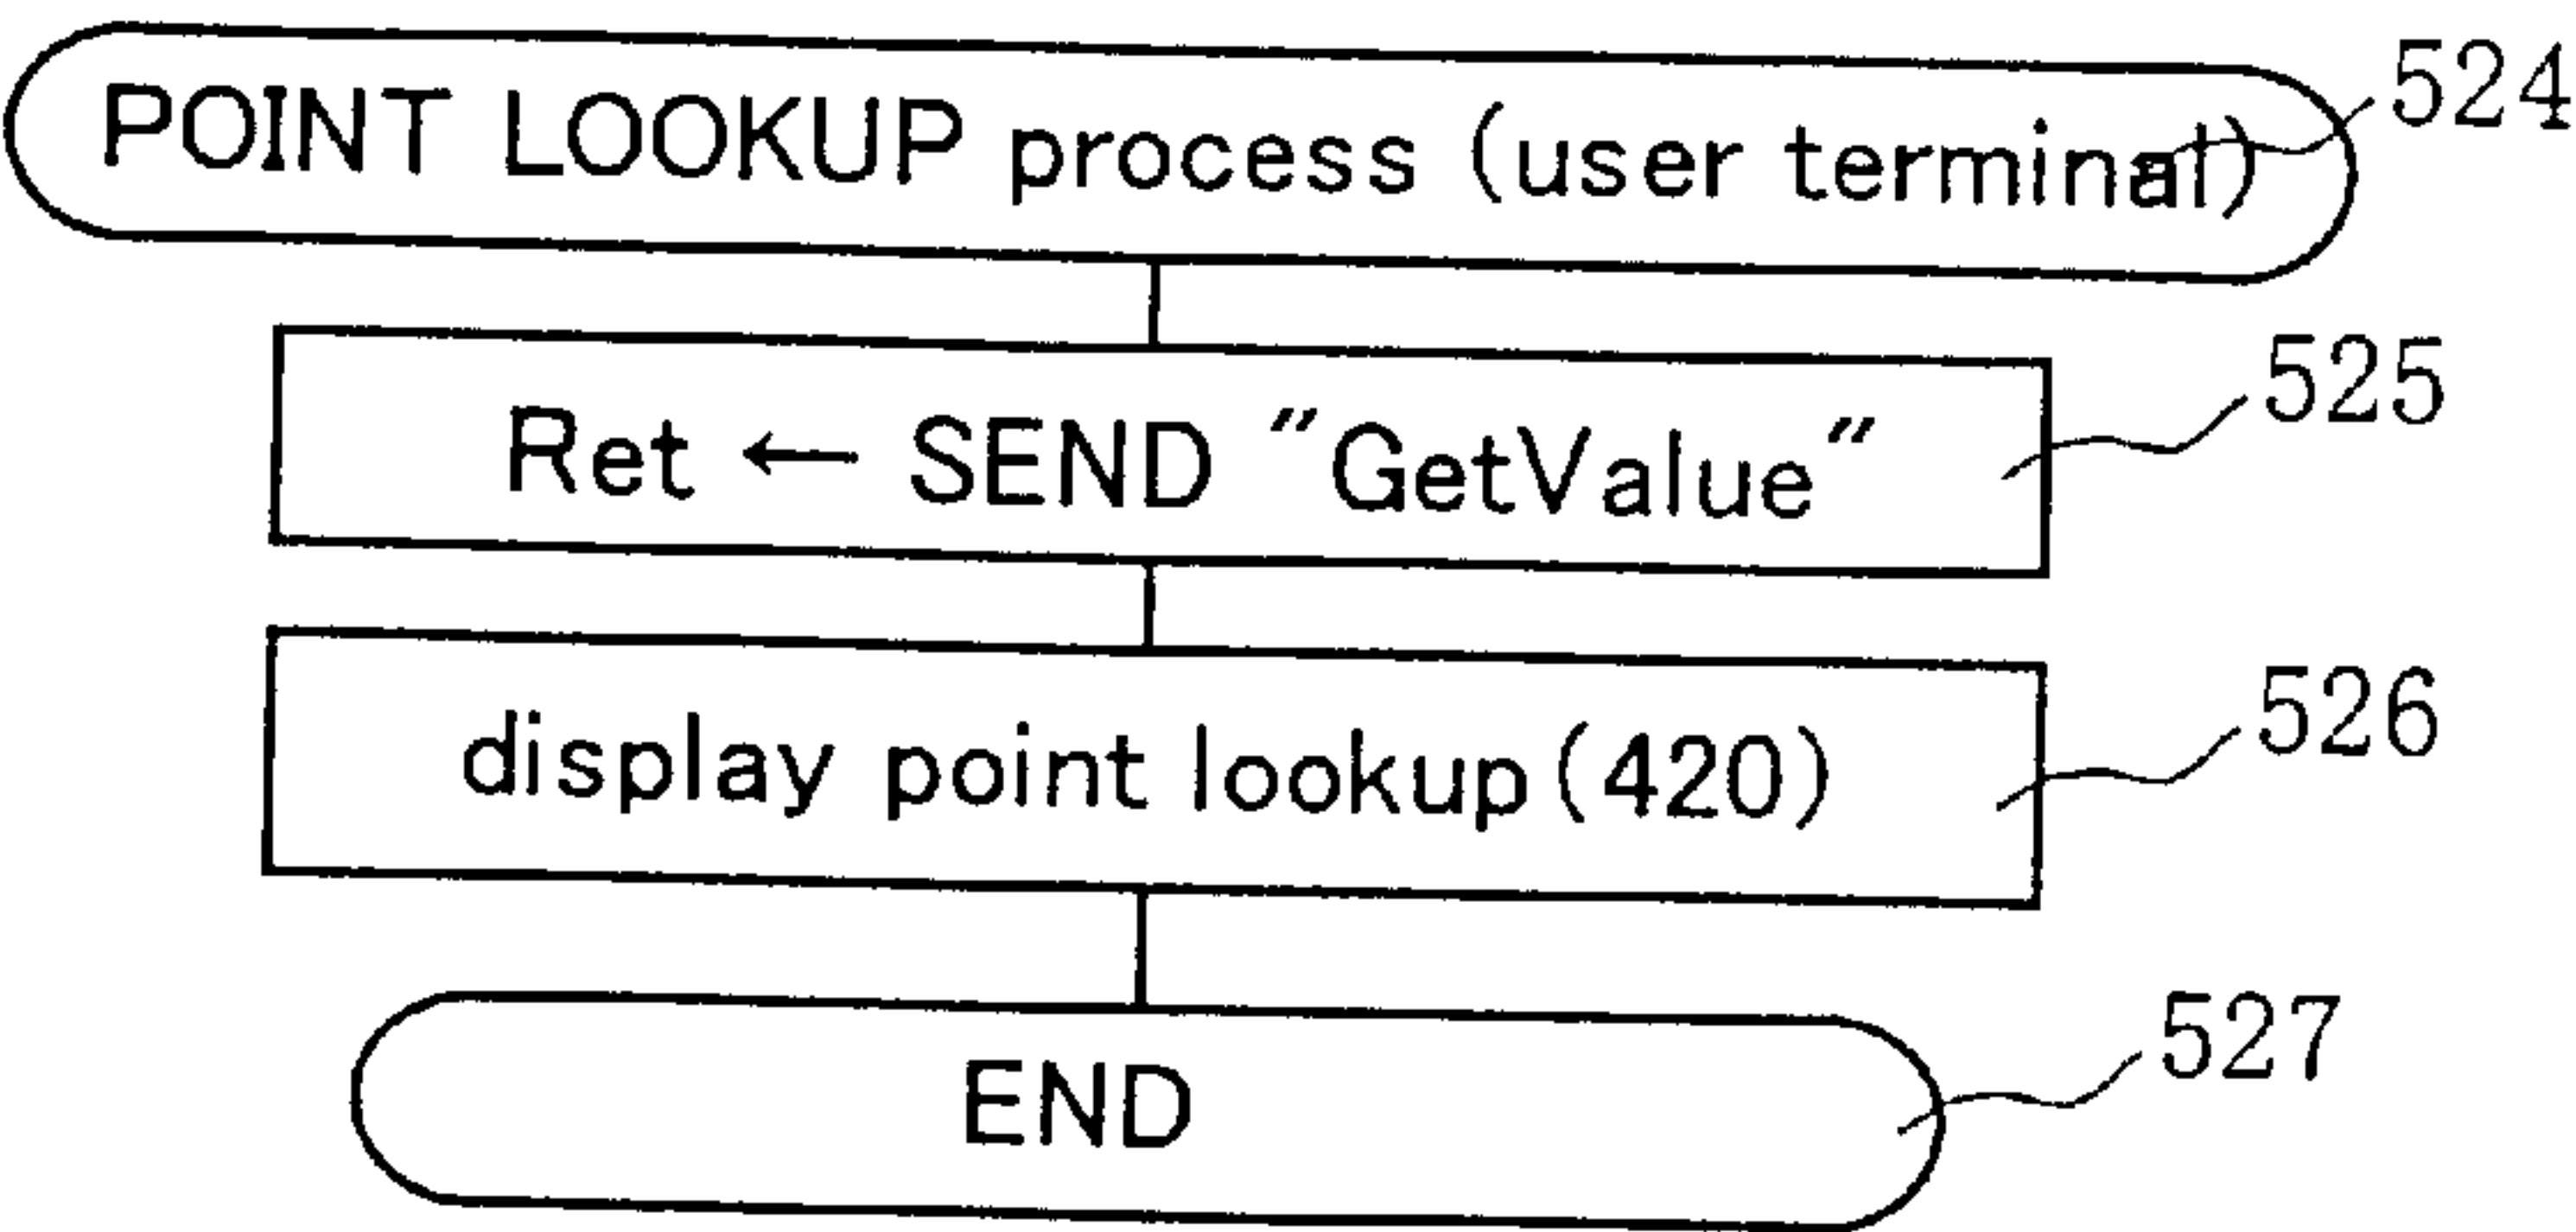 POINT LOOKUP process (user terminal) 524
Ret ← SEND "GetValue" 525
display point lookup(420) 526
END 527